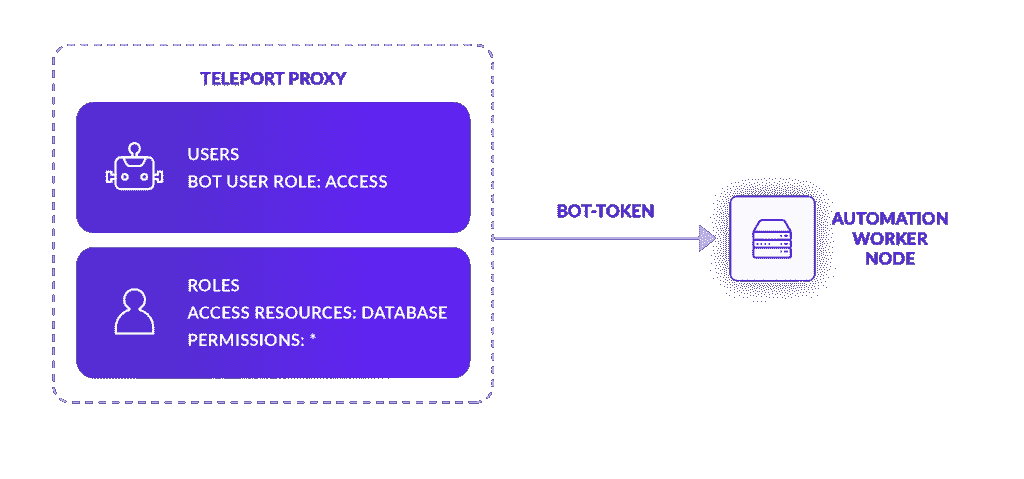 TELEPORT PROXY
USERS
BOT USER ROLE: ACCESS
ROLES
ACCESS RESOURCES: DATABASE
PERMISSIONS: *
BOT-TOKEN
AUTOMATION
WORKER
NODE